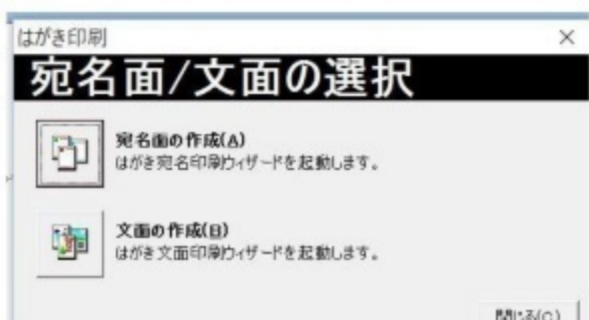 はがき印刷
宛名面/文面の選択
宛名面の作成(A)
はがき宛名印刷ウィザードを起動します。
文面の作成(B)
はがき文面印刷ウィザードを起動します。
閉じる(C)